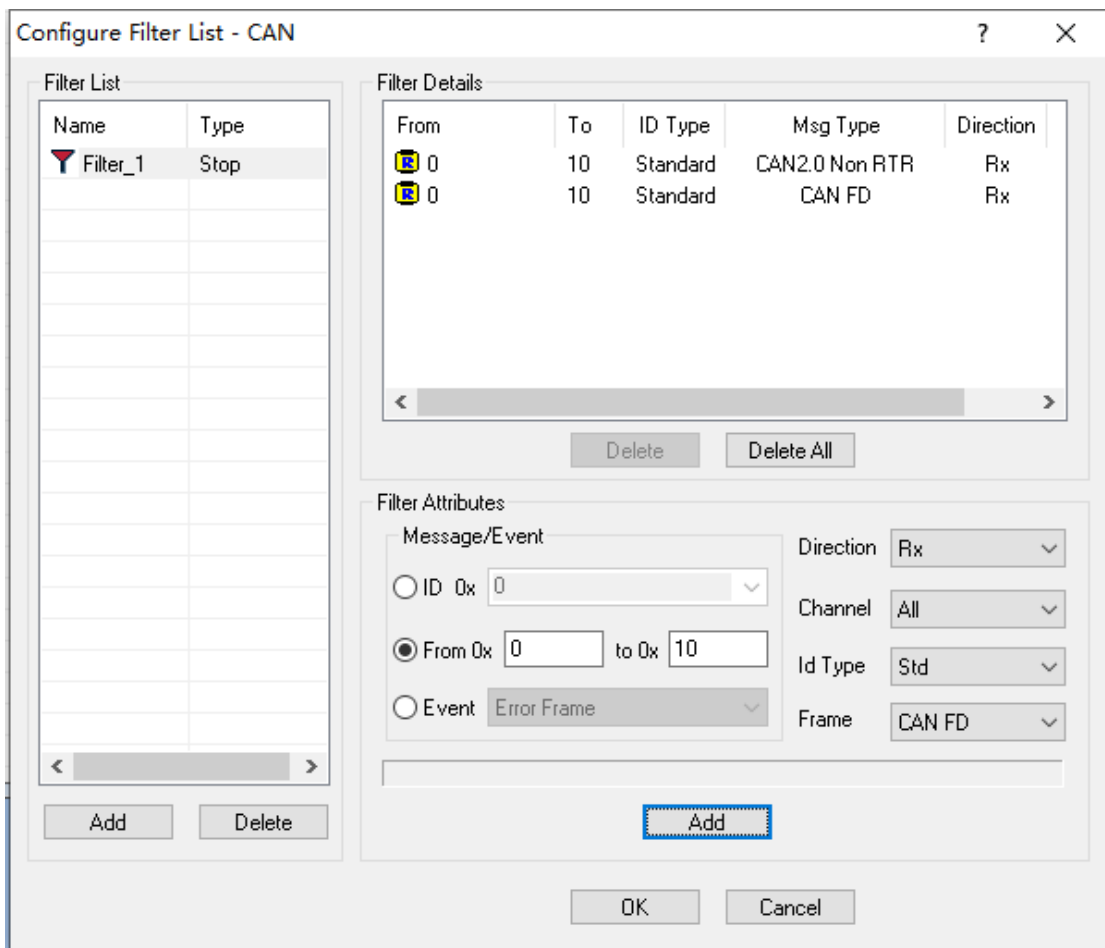 Configure Filter List - CAN ? ×
Filter List
Name Type
Filter_1 Stop
Add Delete
Filter Details
From To ID Type Msg Type Direction
R 0 10 Standard CAN2.0 Non RTR Rx
R 0 10 Standard CAN FD Rx
Delete Delete All
Filter Attributes
Message/Event
ID 0x 0
From 0x 0 to 0x 10
Event Error Frame
Direction Rx
Channel All
Id Type Std
Frame CAN FD
Add
OK Cancel